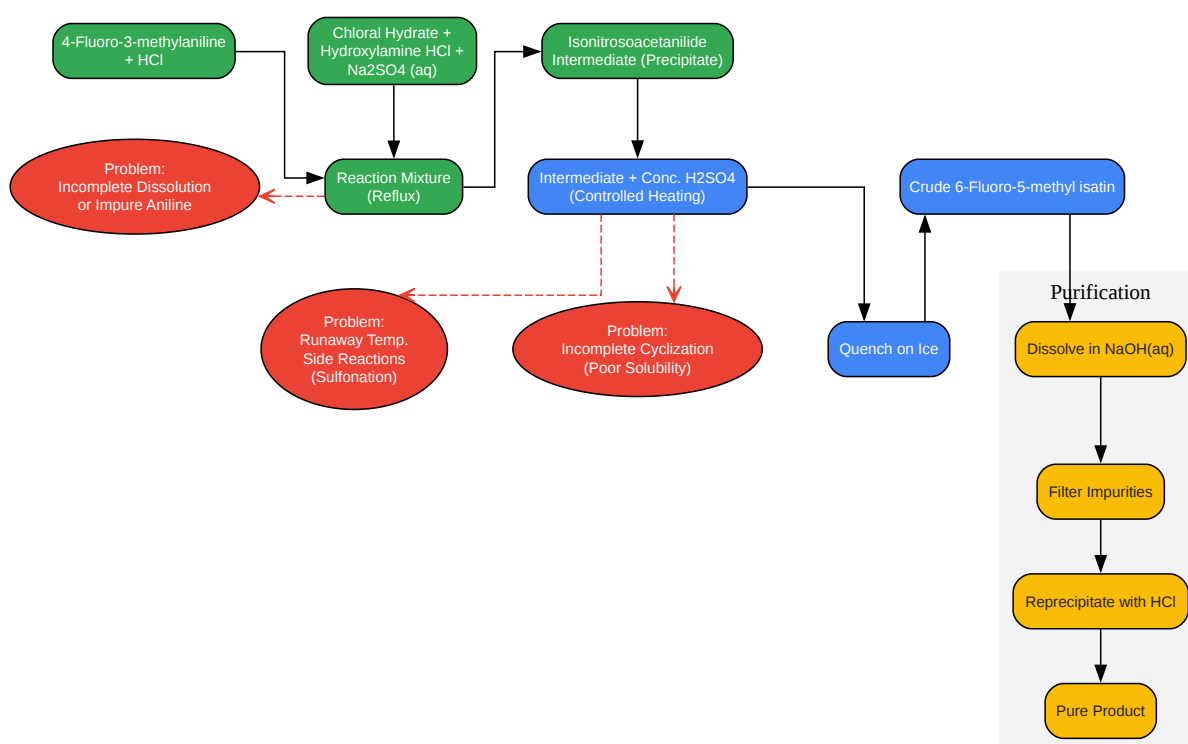 4-Fluoro-3-methylaniline
+ HCl
Chloral Hydrate +
Hydroxylamine HCl +
Na2SO4 (aq)
Isonitrosoacetanilide
Intermediate (Precipitate)
Problem:
Incomplete Dissolution
or Impure Aniline
Reaction Mixture
(Reflux)
Intermediate + Conc. H2SO4
(Controlled Heating)
Crude 6-Fluoro-5-methyl isatin
Problem:
Runaway Temp.
Side Reactions
(Sulfonation)
Problem:
Incomplete Cyclization
(Poor Solubility)
Quench on Ice
Purification
Dissolve in NaOH(aq)
Filter Impurities
Reprecipitate with HCl
Pure Product